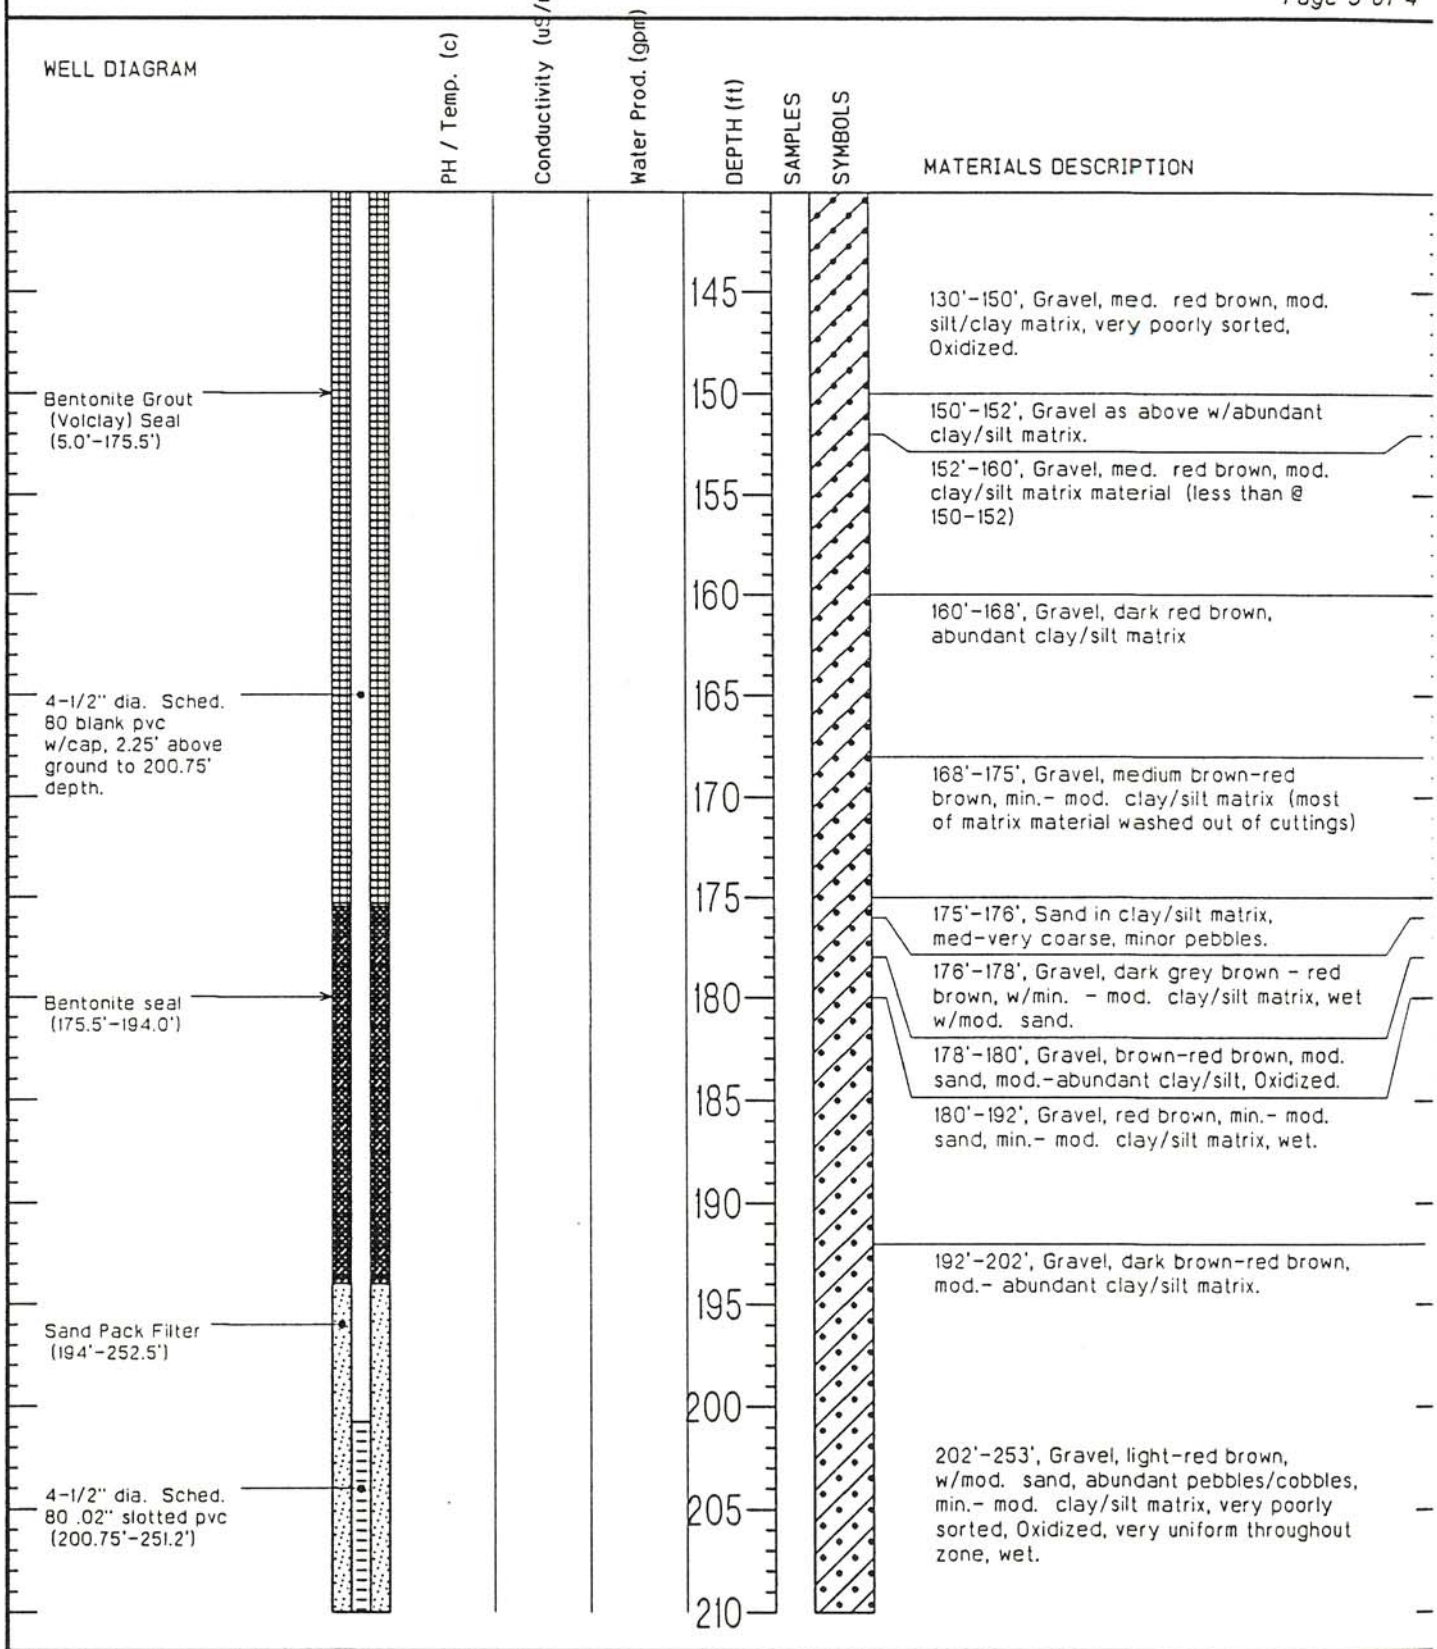 Page 3 of 4
WELL DIAGRAM
PH / Temp. (c)
Conductivity
Water Prod. (gpm)
DEPTH (ft)
SAMPLES
SYMBOLS
MATERIALS DESCRIPTION
145
130'-150', Gravel, med. red brown, mod.
silt/clay matrix, very poorly sorted,
Oxidized.
150
Bentonite Grout
(Volclay) Seal
(5.0'-175.5')
150'-152', Gravel as above w/abundant
clay/silt matrix.
152'-160', Gravel, med. red brown, mod.
clay/silt matrix material (less than @
150-152)
155
160
160'-168', Gravel, dark red brown,
abundant clay/silt matrix
165
4-1/2" dia. Sched.
80 blank pvc
w/cap, 2.25' above
ground to 200.75'
depth.
168'-175', Gravel, medium brown-red
brown, min.- mod. clay/silt matrix (most
of matrix material washed out of cuttings)
170
175
175'-176', Sand in clay/silt matrix,
med-very coarse, minor pebbles.
176'-178', Gravel, dark grey brown - red
brown, w/min. - mod. clay/silt matrix, wet
w/mod. sand.
180
Bentonite seal
(175.5'-194.0')
178'-180', Gravel, brown-red brown, mod.
sand, mod.-abundant clay/silt, Oxidized.
185
180'-192', Gravel, red brown, min.- mod.
sand, min.- mod. clay/silt matrix, wet.
190
192'-202', Gravel, dark brown-red brown,
mod.- abundant clay/silt matrix.
195
Sand Pack Filter
(194'-252.5')
200
202'-253', Gravel, light-red brown,
w/mod. sand, abundant pebbles/cobbles,
min.- mod. clay/silt matrix, very poorly
sorted, Oxidized, very uniform throughout
zone, wet.
4-1/2" dia. Sched.
80 .02" slotted pvc
(200.75'-251.2')
205
210